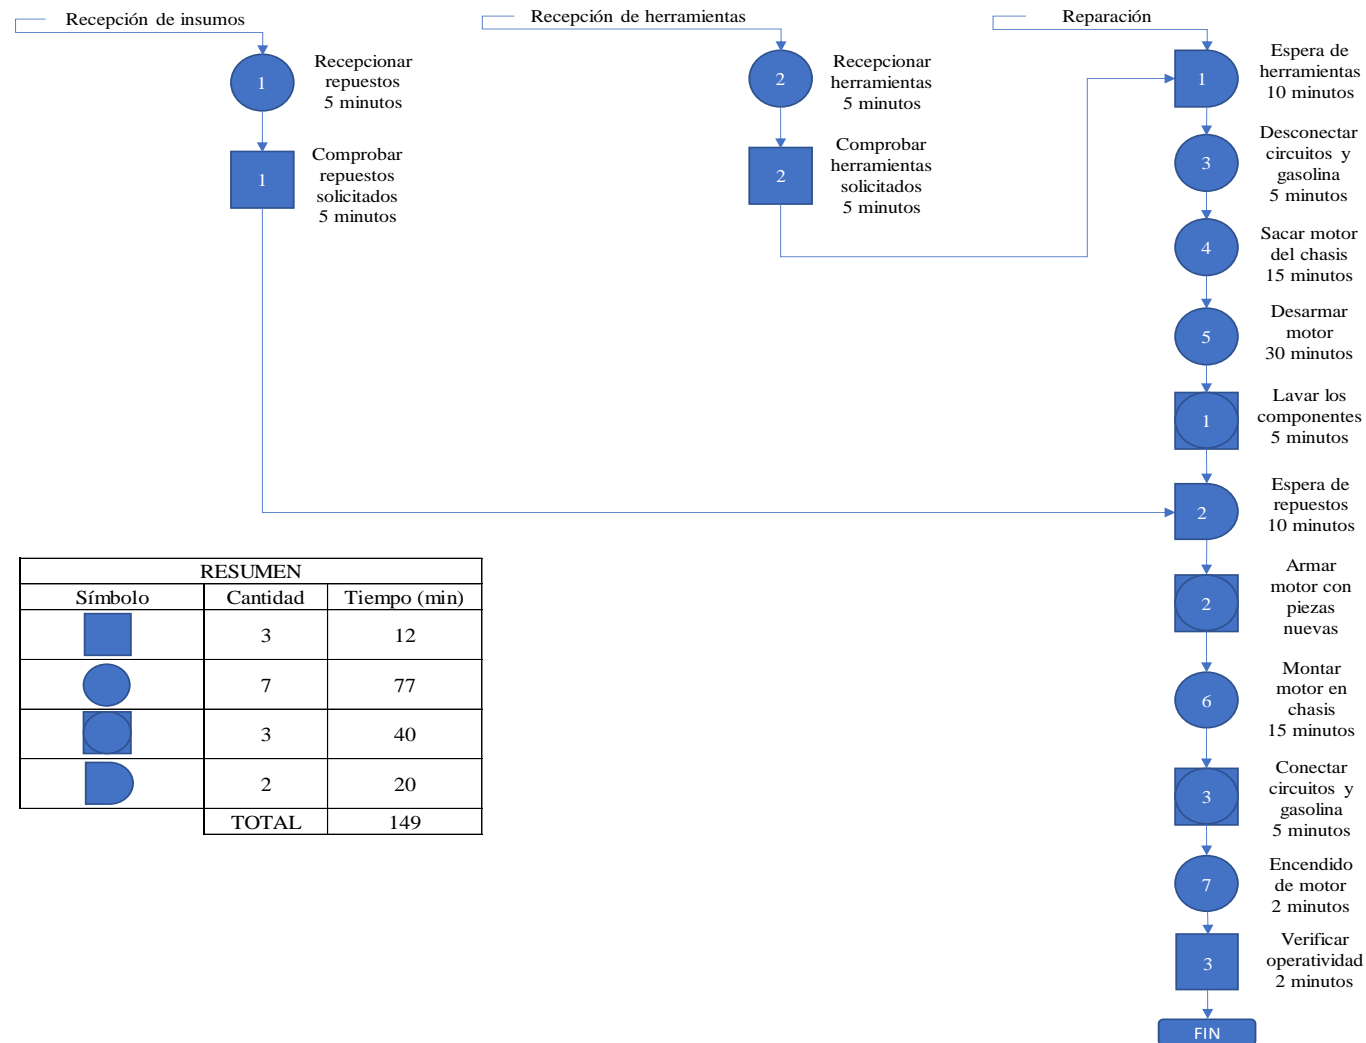 Recepción de insumos
1
Recepcionar
repuestos
5 minutos
1
Comprobar
repuestos
solicitados
5 minutos
Recepción de herramientas
2
Recepcionar
herramientas
5 minutos
2
Comprobar
herramientas
solicitados
5 minutos
Reparación
1
Espera de
herramientas
10 minutos
3
Desconectar
circuitos y
gasolina
5 minutos
4
Sacar motor
del chasis
15 minutos
5
Desarmar
motor
30 minutos
1
Lavar los
componentes
5 minutos
2
Espera de
repuestos
10 minutos
2
Armar
motor con
piezas
nuevas
6
Montar
motor en
chasis
15 minutos
3
Conectar
circuitos y
gasolina
5 minutos
7
Encendido
de motor
2 minutos
3
Verificar
operatividad
2 minutos
FIN
RESUMEN
Símbolo Cantidad Tiempo (min)
3 12
7 77
3 40
2 20
TOTAL 149